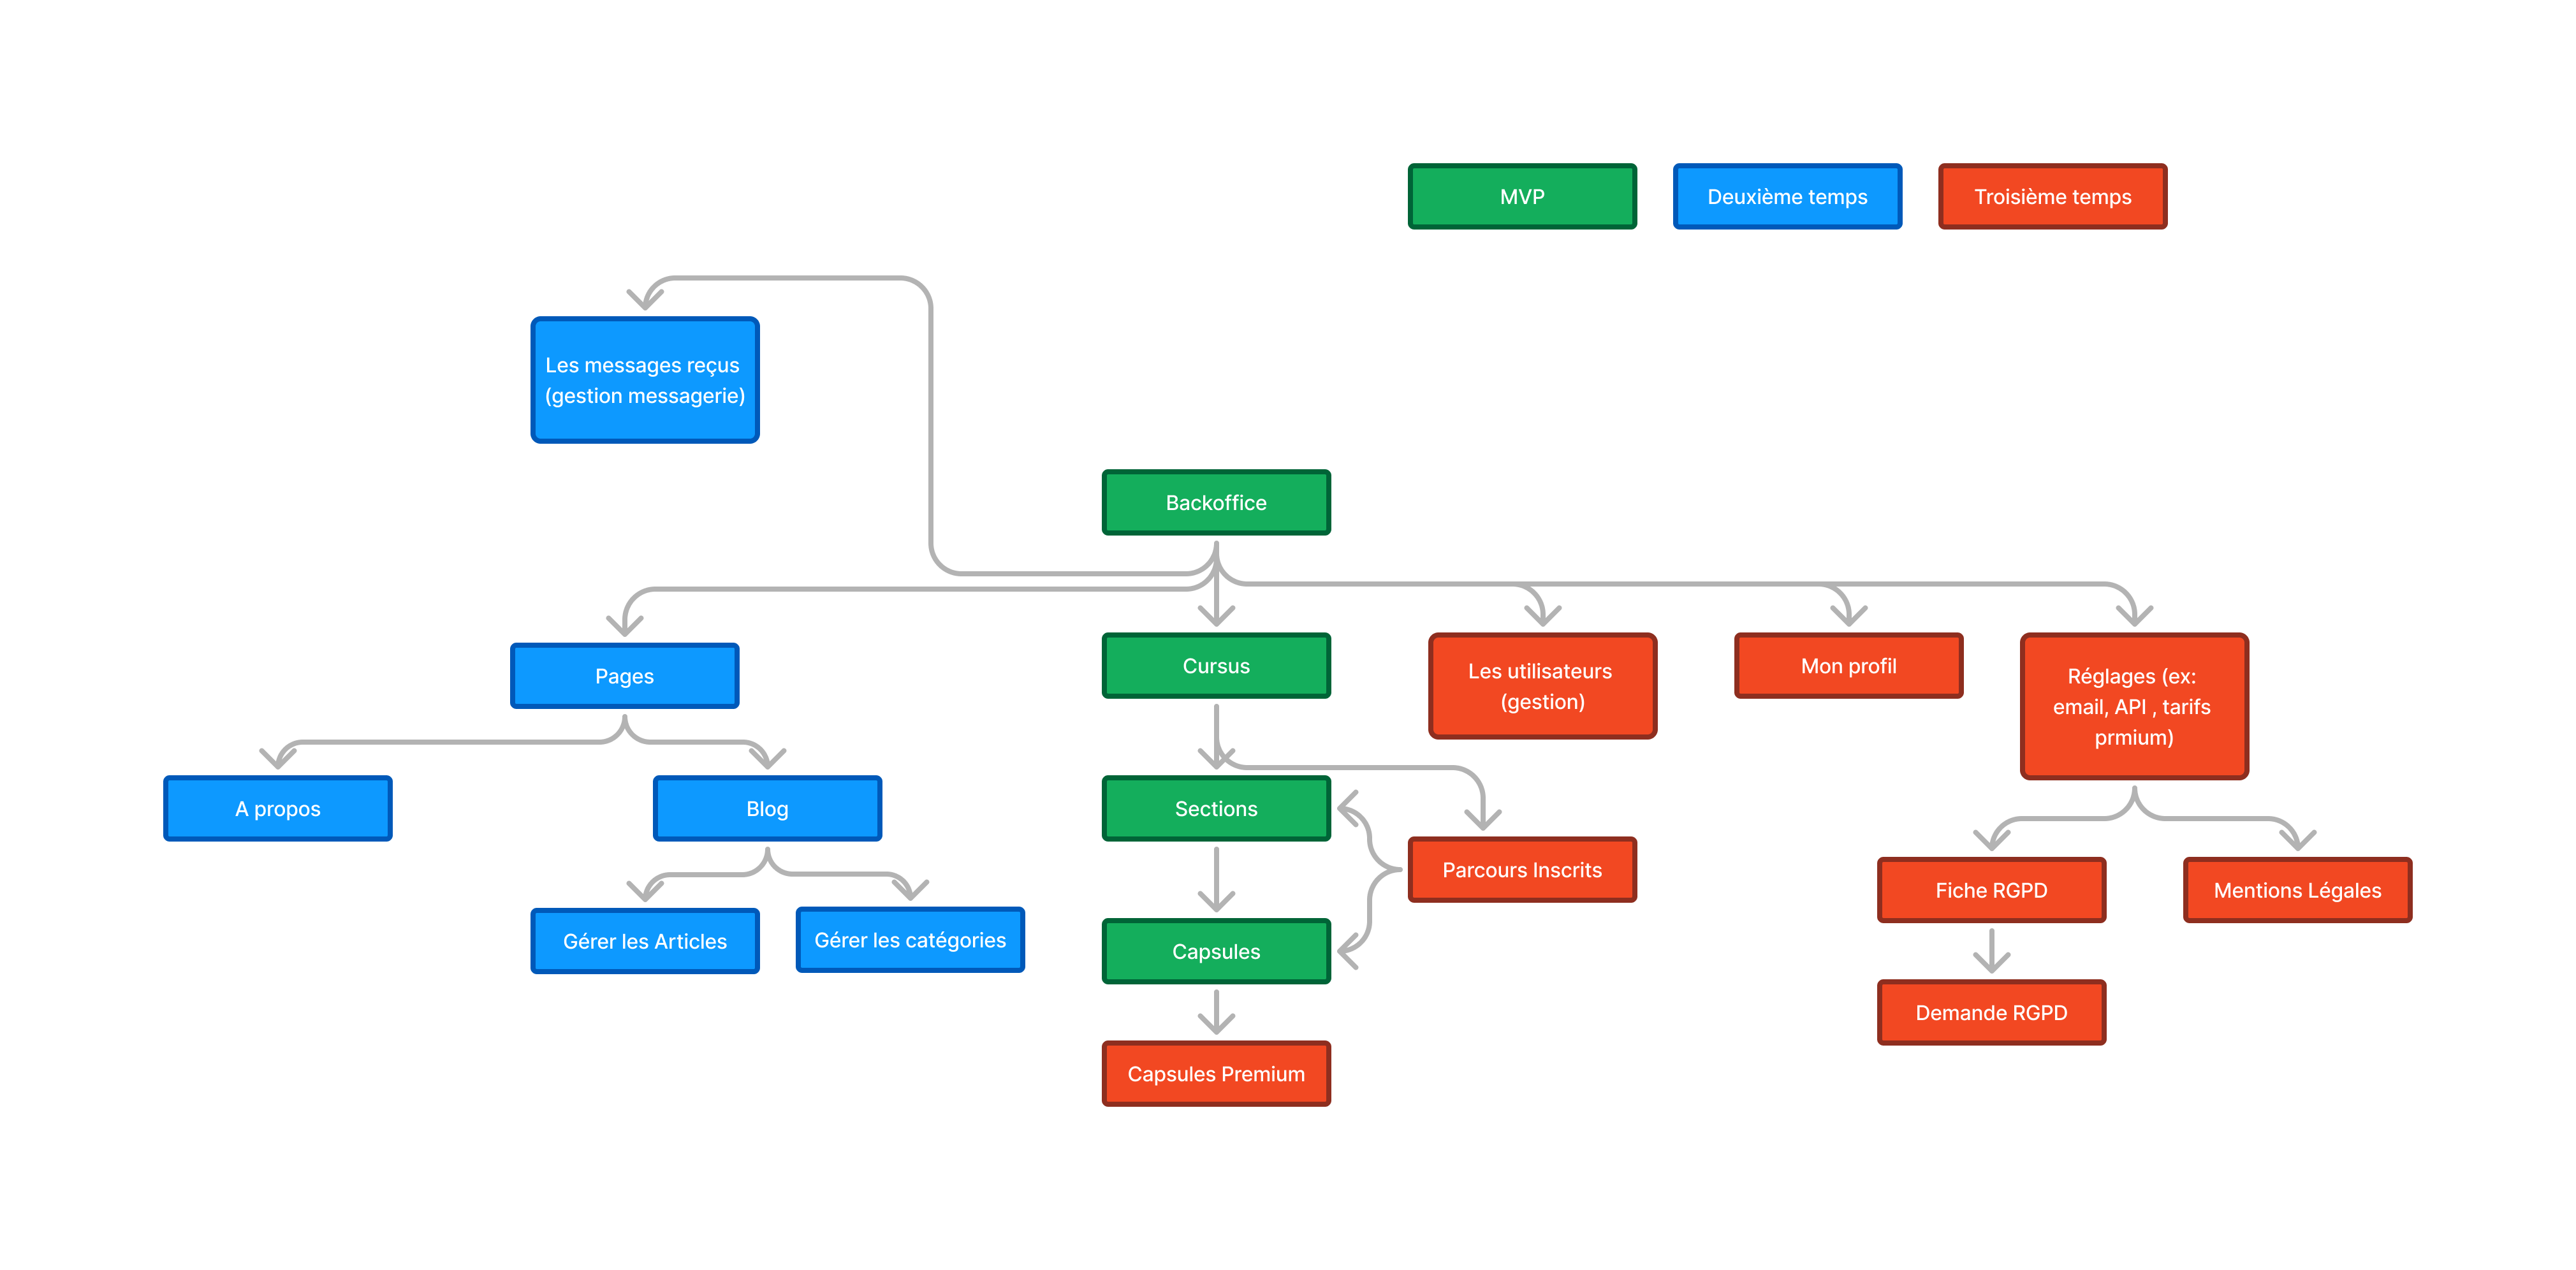 MVP
Deuxième temps
Troisième temps
Les messages reçus
(gestion messagerie)
Backoffice
Pages
Cursus
Les utilisateurs
(gestion)
Mon profil
Réglages (ex:
email, API , tarifs
prmium)
A propos
Blog
Sections
Parcours Inscrits
Fiche RGPD
Mentions Légales
Gérer les Articles
Gérer les catégories
Capsules
Demande RGPD
Capsules Premium